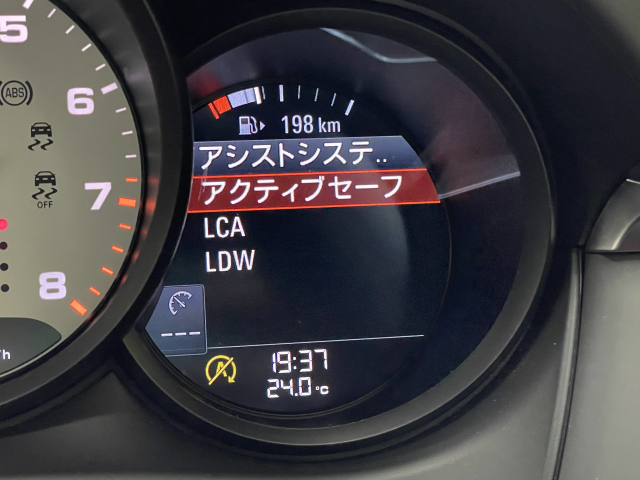 5
6
7
8
ABS
OFF
198 km
アシストシステ..
アクティブセーフ
LCA
LDW
---
A
19:37
24.0 °c